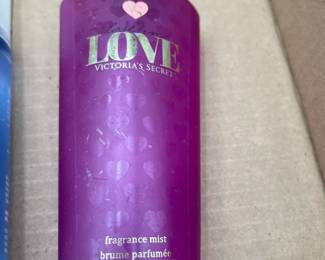 LOVE
VICTORIA'S SECRET
fragrance mist
brume parfumée